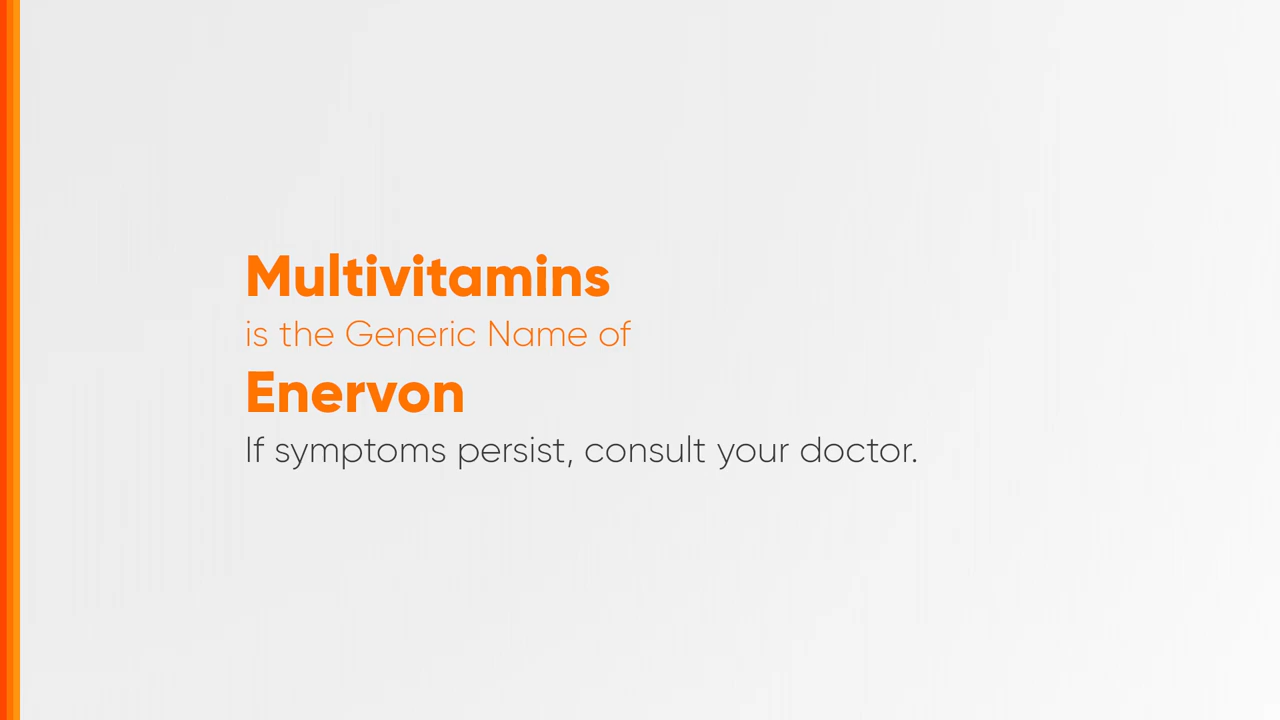 Multivitamins
is the Generic Name of
Enervon
If symptoms persist, consult your doctor.